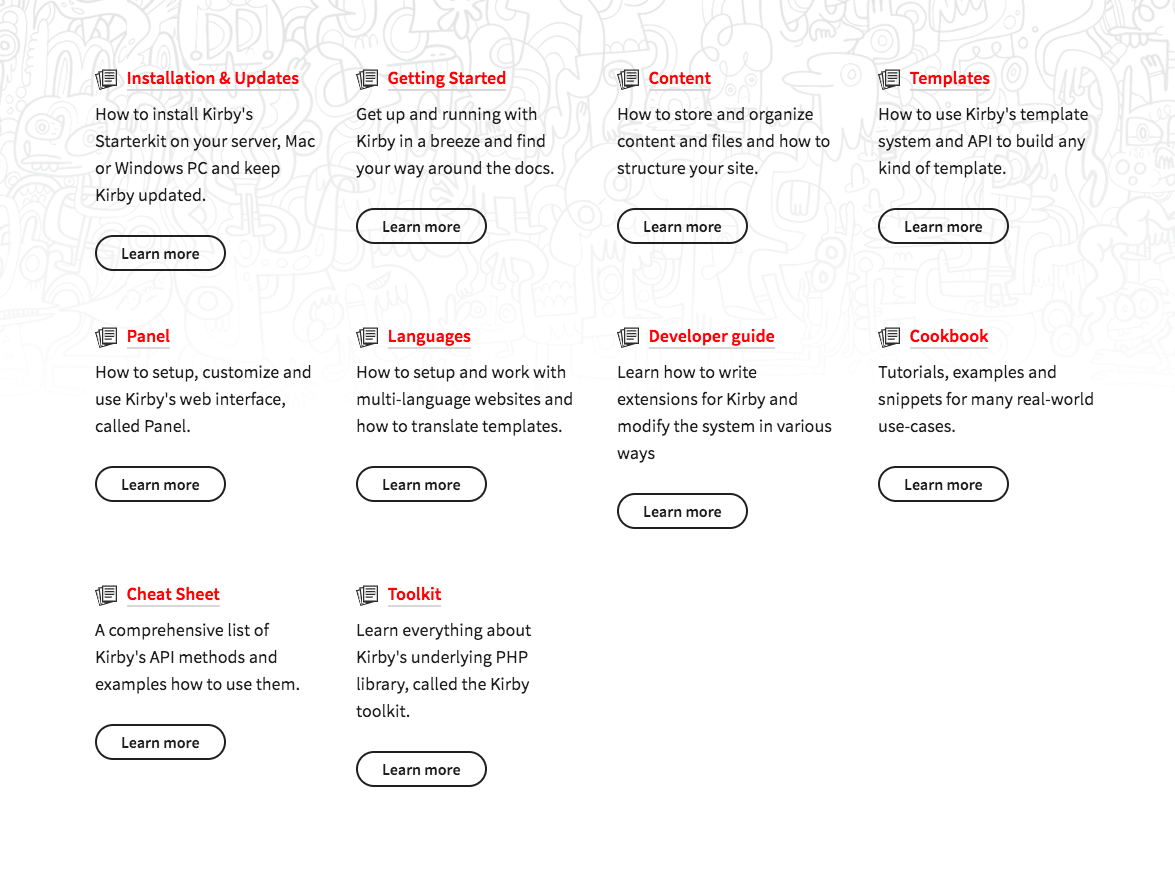 Installation & Updates
How to install Kirby's
Starterkit on your server, Mac
or Windows PC and keep
Kirby updated.
Learn more
Getting Started
Get up and running with
Kirby in a breeze and find
your way around the docs.
Learn more
Content
How to store and organize
content and files and how to
structure your site.
Learn more
Templates
How to use Kirby's template
system and API to build any
kind of template.
Learn more
Panel
How to setup, customize and
use Kirby's web interface,
called Panel.
Learn more
Languages
How to setup and work with
multi-language websites and
how to translate templates.
Learn more
Developer guide
Learn how to write
extensions for Kirby and
modify the system in various
ways
Learn more
Cookbook
Tutorials, examples and
snippets for many real-world
use-cases.
Learn more
Cheat Sheet
A comprehensive list of
Kirby's API methods and
examples how to use them.
Learn more
Toolkit
Learn everything about
Kirby's underlying PHP
library, called the Kirby
toolkit.
Learn more